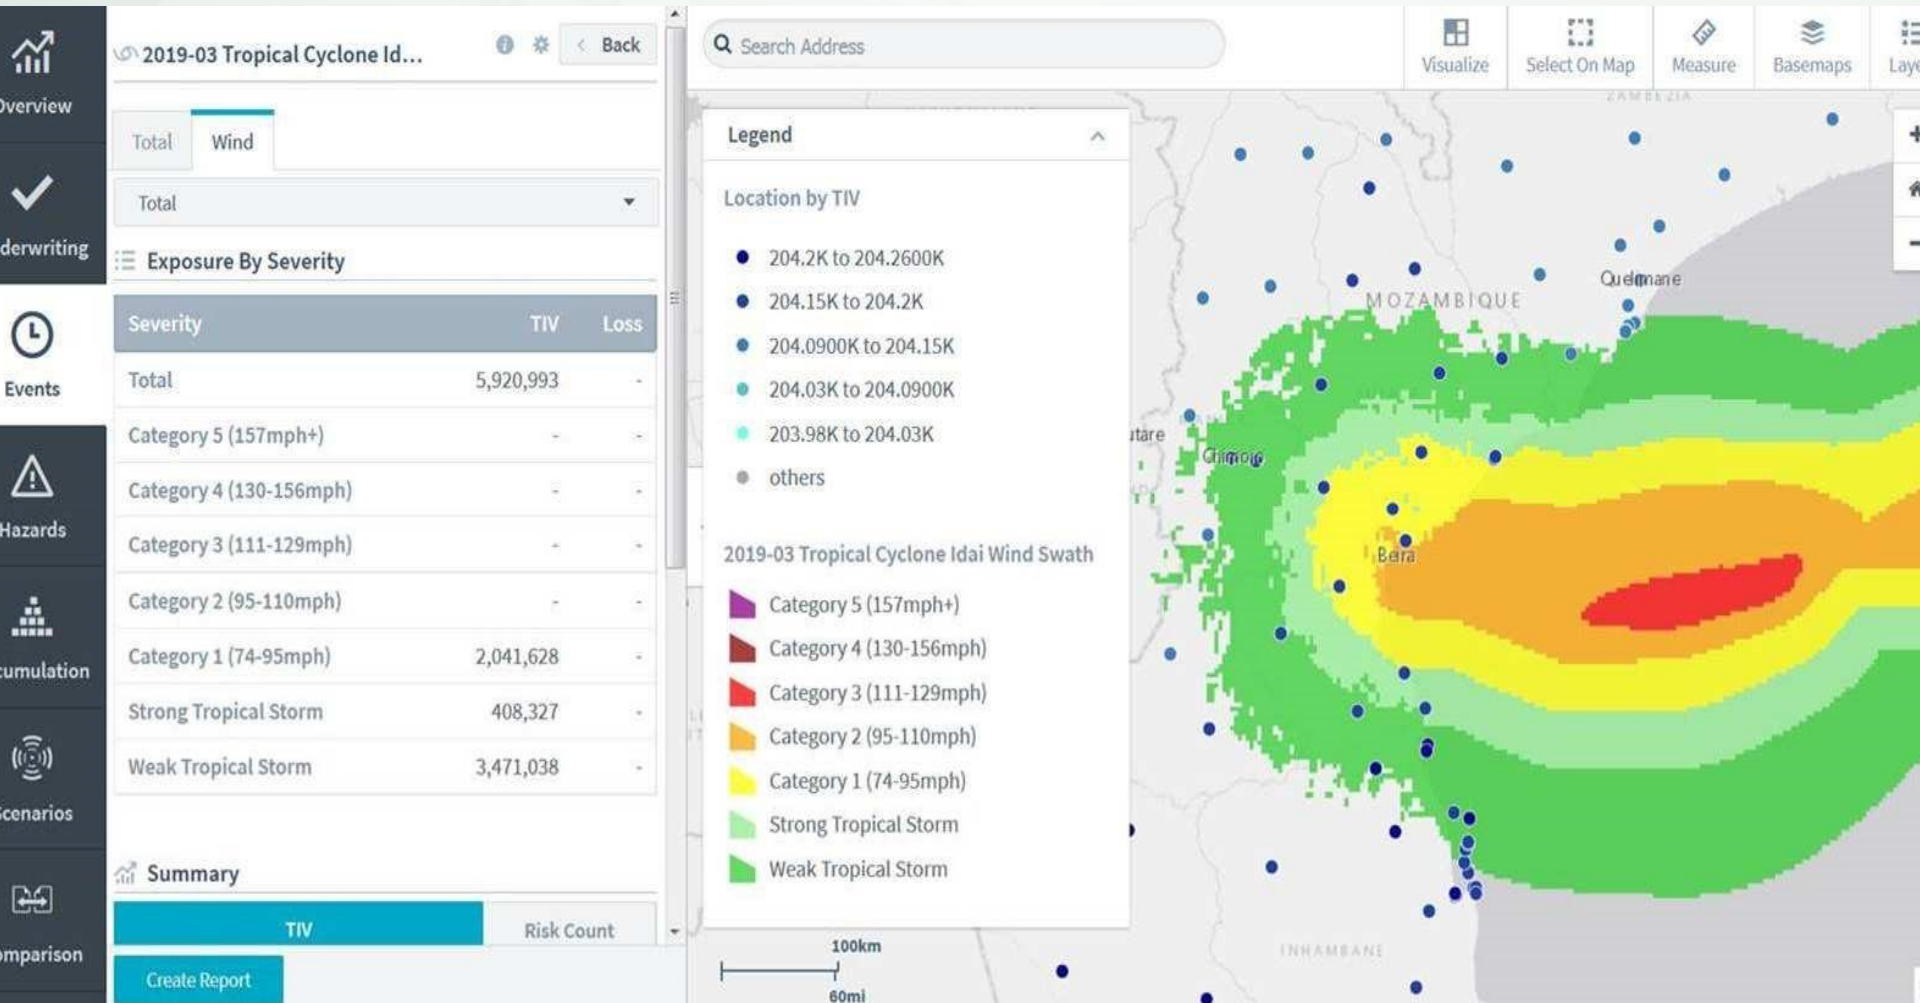 Overview
derwriting
Events
Hazards
cumulation
Scenarios
omparison
2019-03 Tropical Cyclone Id...
Back
Total
Wind
Total
Exposure By Severity
Severity TIV Loss
Total 5,920,993 -
Category 5 (157mph+) - -
Category 4 (130-156mph) - -
Category 3 (111-129mph) - -
Category 2 (95-110mph) - -
Category 1 (74-95mph) 2,041,628 -
Strong Tropical Storm 408,327 -
Weak Tropical Storm 3,471,038 -
Summary
TIV
Risk Count
Create Report
Search Address
Visualize
Select On Map
Measure
Basemaps
Laye
Legend
Location by TIV
204.2K to 204.2600K
204.15K to 204.2K
204.0900K to 204.15K
204.03K to 204.0900K
203.98K to 204.03K
others
2019-03 Tropical Cyclone Idai Wind Swath
Category 5 (157mph+)
Category 4 (130-156mph)
Category 3 (111-129mph)
Category 2 (95-110mph)
Category 1 (74-95mph)
Strong Tropical Storm
Weak Tropical Storm
100km
60mi
ZAMBEZIA
Quelimane
MOZAMBIQUE
utare
Chimoio
Beira
INHAMBANE